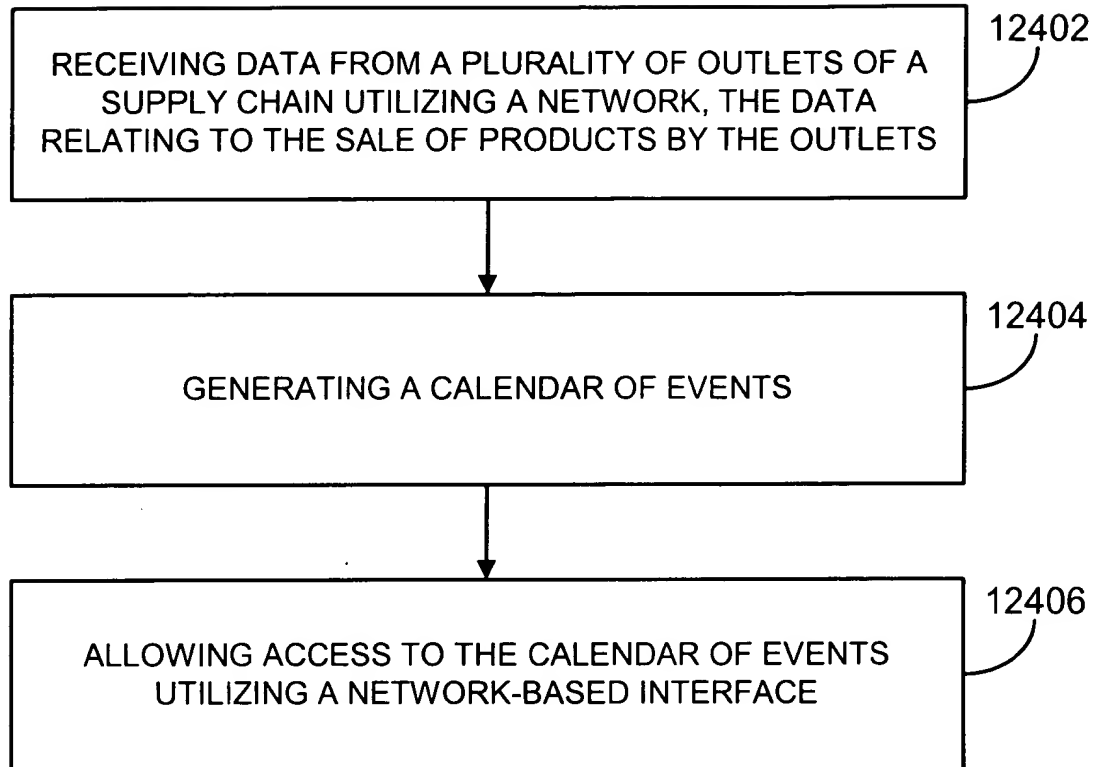 12402
RECEIVING DATA FROM A PLURALITY OF OUTLETS OF A
SUPPLY CHAIN UTILIZING A NETWORK, THE DATA
RELATING TO THE SALE OF PRODUCTS BY THE OUTLETS
12404
GENERATING A CALENDAR OF EVENTS
12406
ALLOWING ACCESS TO THE CALENDAR OF EVENTS
UTILIZING A NETWORK-BASED INTERFACE